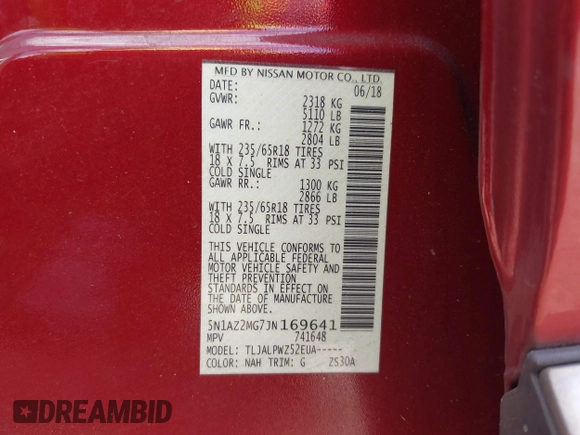 MFD BY NISSAN MOTOR CO., LTD.
DATE: 06/18
GVWR: 2318 KG
5110 LB
GAWR FR.: 1272 KG
2804 LB
WITH 235/65R18 TIRES
18 X 7.5 RIMS AT 33 PSI
COLD SINGLE
GAWR RR.: 1300 KG
2866 LB
WITH 235/65R18 TIRES
18 X 7.5 RIMS AT 33 PSI
COLD SINGLE
THIS VEHICLE CONFORMS TO
ALL APPLICABLE FEDERAL
MOTOR VEHICLE SAFETY AND
THEFT PREVENTION
STANDARDS IN EFFECT ON
THE DATE OF MANUFACTURE
SHOWN ABOVE.
5N1AZ2MG7JN169641
MPV 741648
MODEL: TLJALPWZ52EUA-----
COLOR: NAH TRIM: G ZS30A
DREAMBID